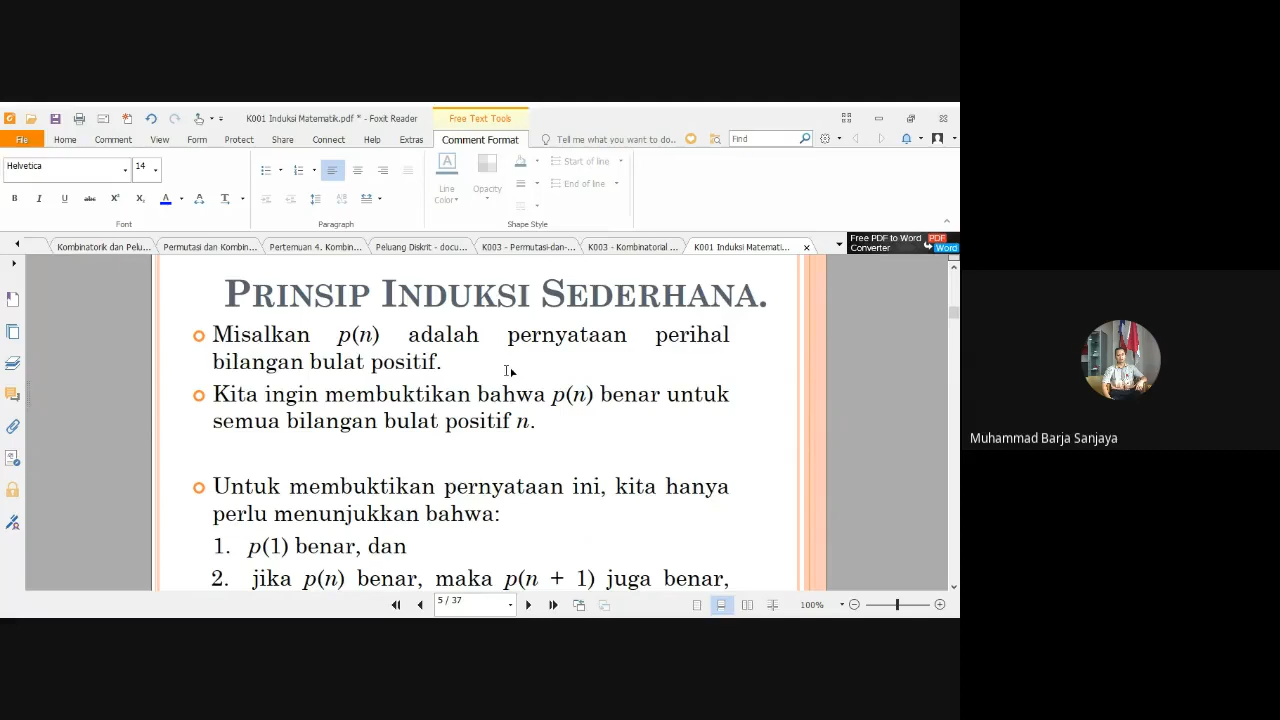 K001 Induksi Matematik.pdf * - Foxit Reader
Free Text Tools
File Home Comment View Form Protect Share Connect Help Extras Comment Format Tell me what you want to do.. Find
Helvetica 14
Line Color Opacity Start of line
End of line
B I U abc X² X₂ A A T
Font Paragraph Shape Style
Kombinatorik dan Pelu... Permutasi dan Kombin... Pertemuan 4. Kombin... Peluang Diskrit - docu... K003 - Permutasi-dan-... K003 - Kombinatorial ... K001 Induksi Matemati...
Free PDF to Word Converter PDF Word
PRINSIP INDUKSI SEDERHANA.
Misalkan p(n) adalah pernyataan perihal
bilangan bulat positif.
Kita ingin membuktikan bahwa p(n) benar untuk
semua bilangan bulat positif n.
Untuk membuktikan pernyataan ini, kita hanya
perlu menunjukkan bahwa:
1. p(1) benar, dan
2. jika p(n) benar, maka p(n + 1) juga benar,
5 / 37
100%
Muhammad Barja Sanjaya